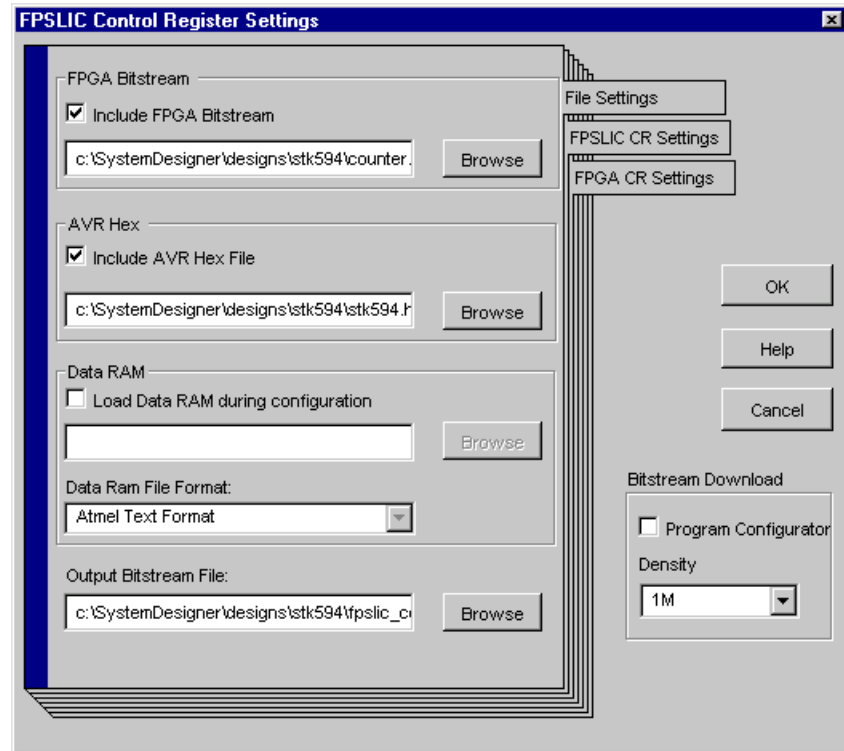 FPSLIC Control Register Settings
FPGA Bitstream
Include FPGA Bitstream
c:\SystemDesigner\designs\stk594\counter.
Browse
AVR Hex
Include AVR Hex File
c:\SystemDesigner\designs\stk594\stk594.h
Browse
Data RAM
Load Data RAM during configuration
Browse
Data Ram File Format:
Atmel Text Format
Output Bitstream File:
c:\SystemDesigner\designs\stk594\fpslic_co
Browse
File Settings
FPSLIC CR Settings
FPGA CR Settings
OK
Help
Cancel
Bitstream Download
Program Configurator
Density
1M